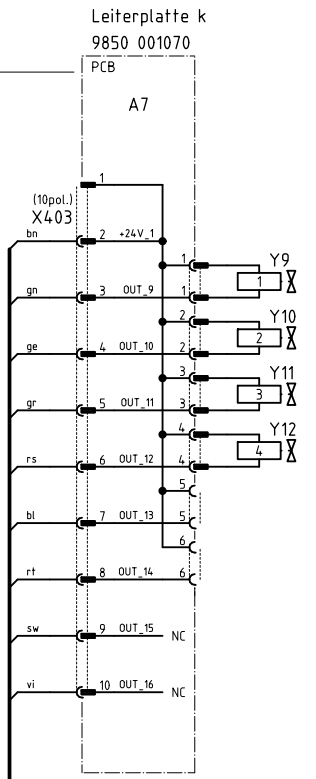 Leiterplatte k
9850 001070
PCB
A7
1
(10pol.)
X403
bn 2 +24V_1
1 Y9
1
gn 3 OUT_9 1
2 Y10
2
ge 4 OUT_10 2
3 Y11
3
gr 5 OUT_11 3
4 Y12
4
rs 6 OUT_12 4
5
bl 7 OUT_13 5
6
rt 8 OUT_14 6
sw 9 OUT_15 NC
vi 10 OUT_16 NC